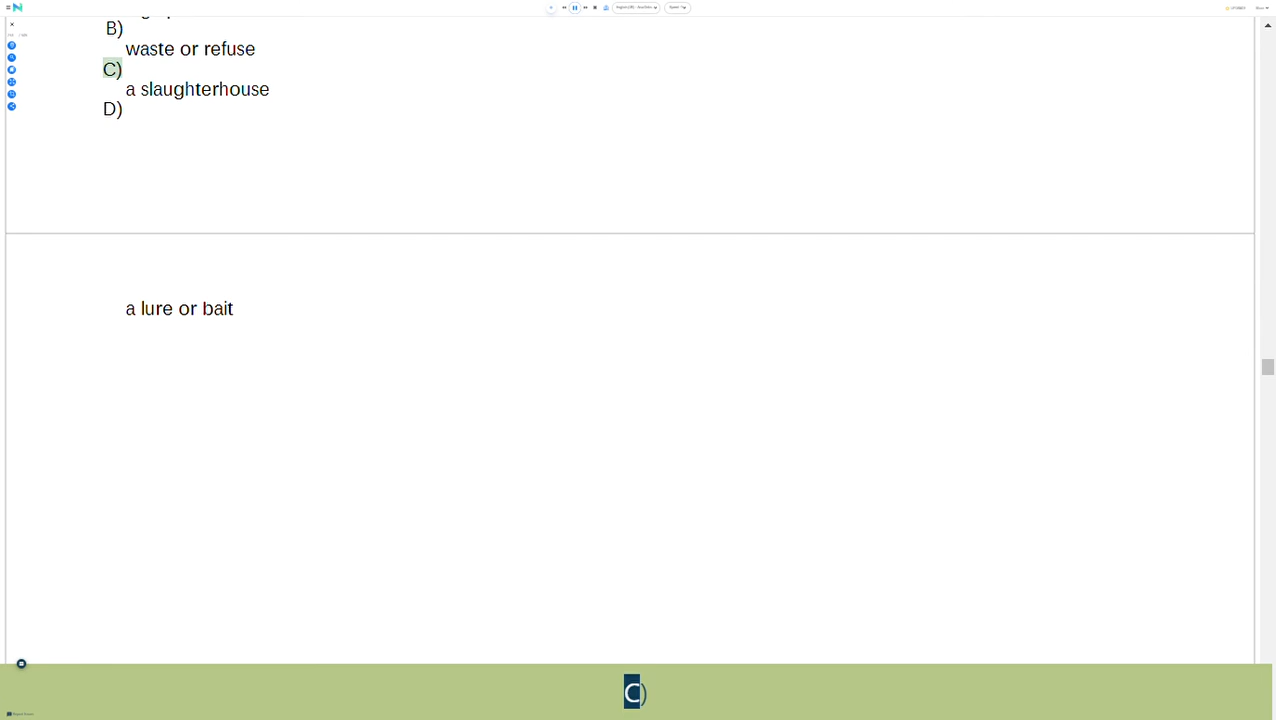 B)
waste or refuse
C)
a slaughterhouse
D)
a lure or bait
C)